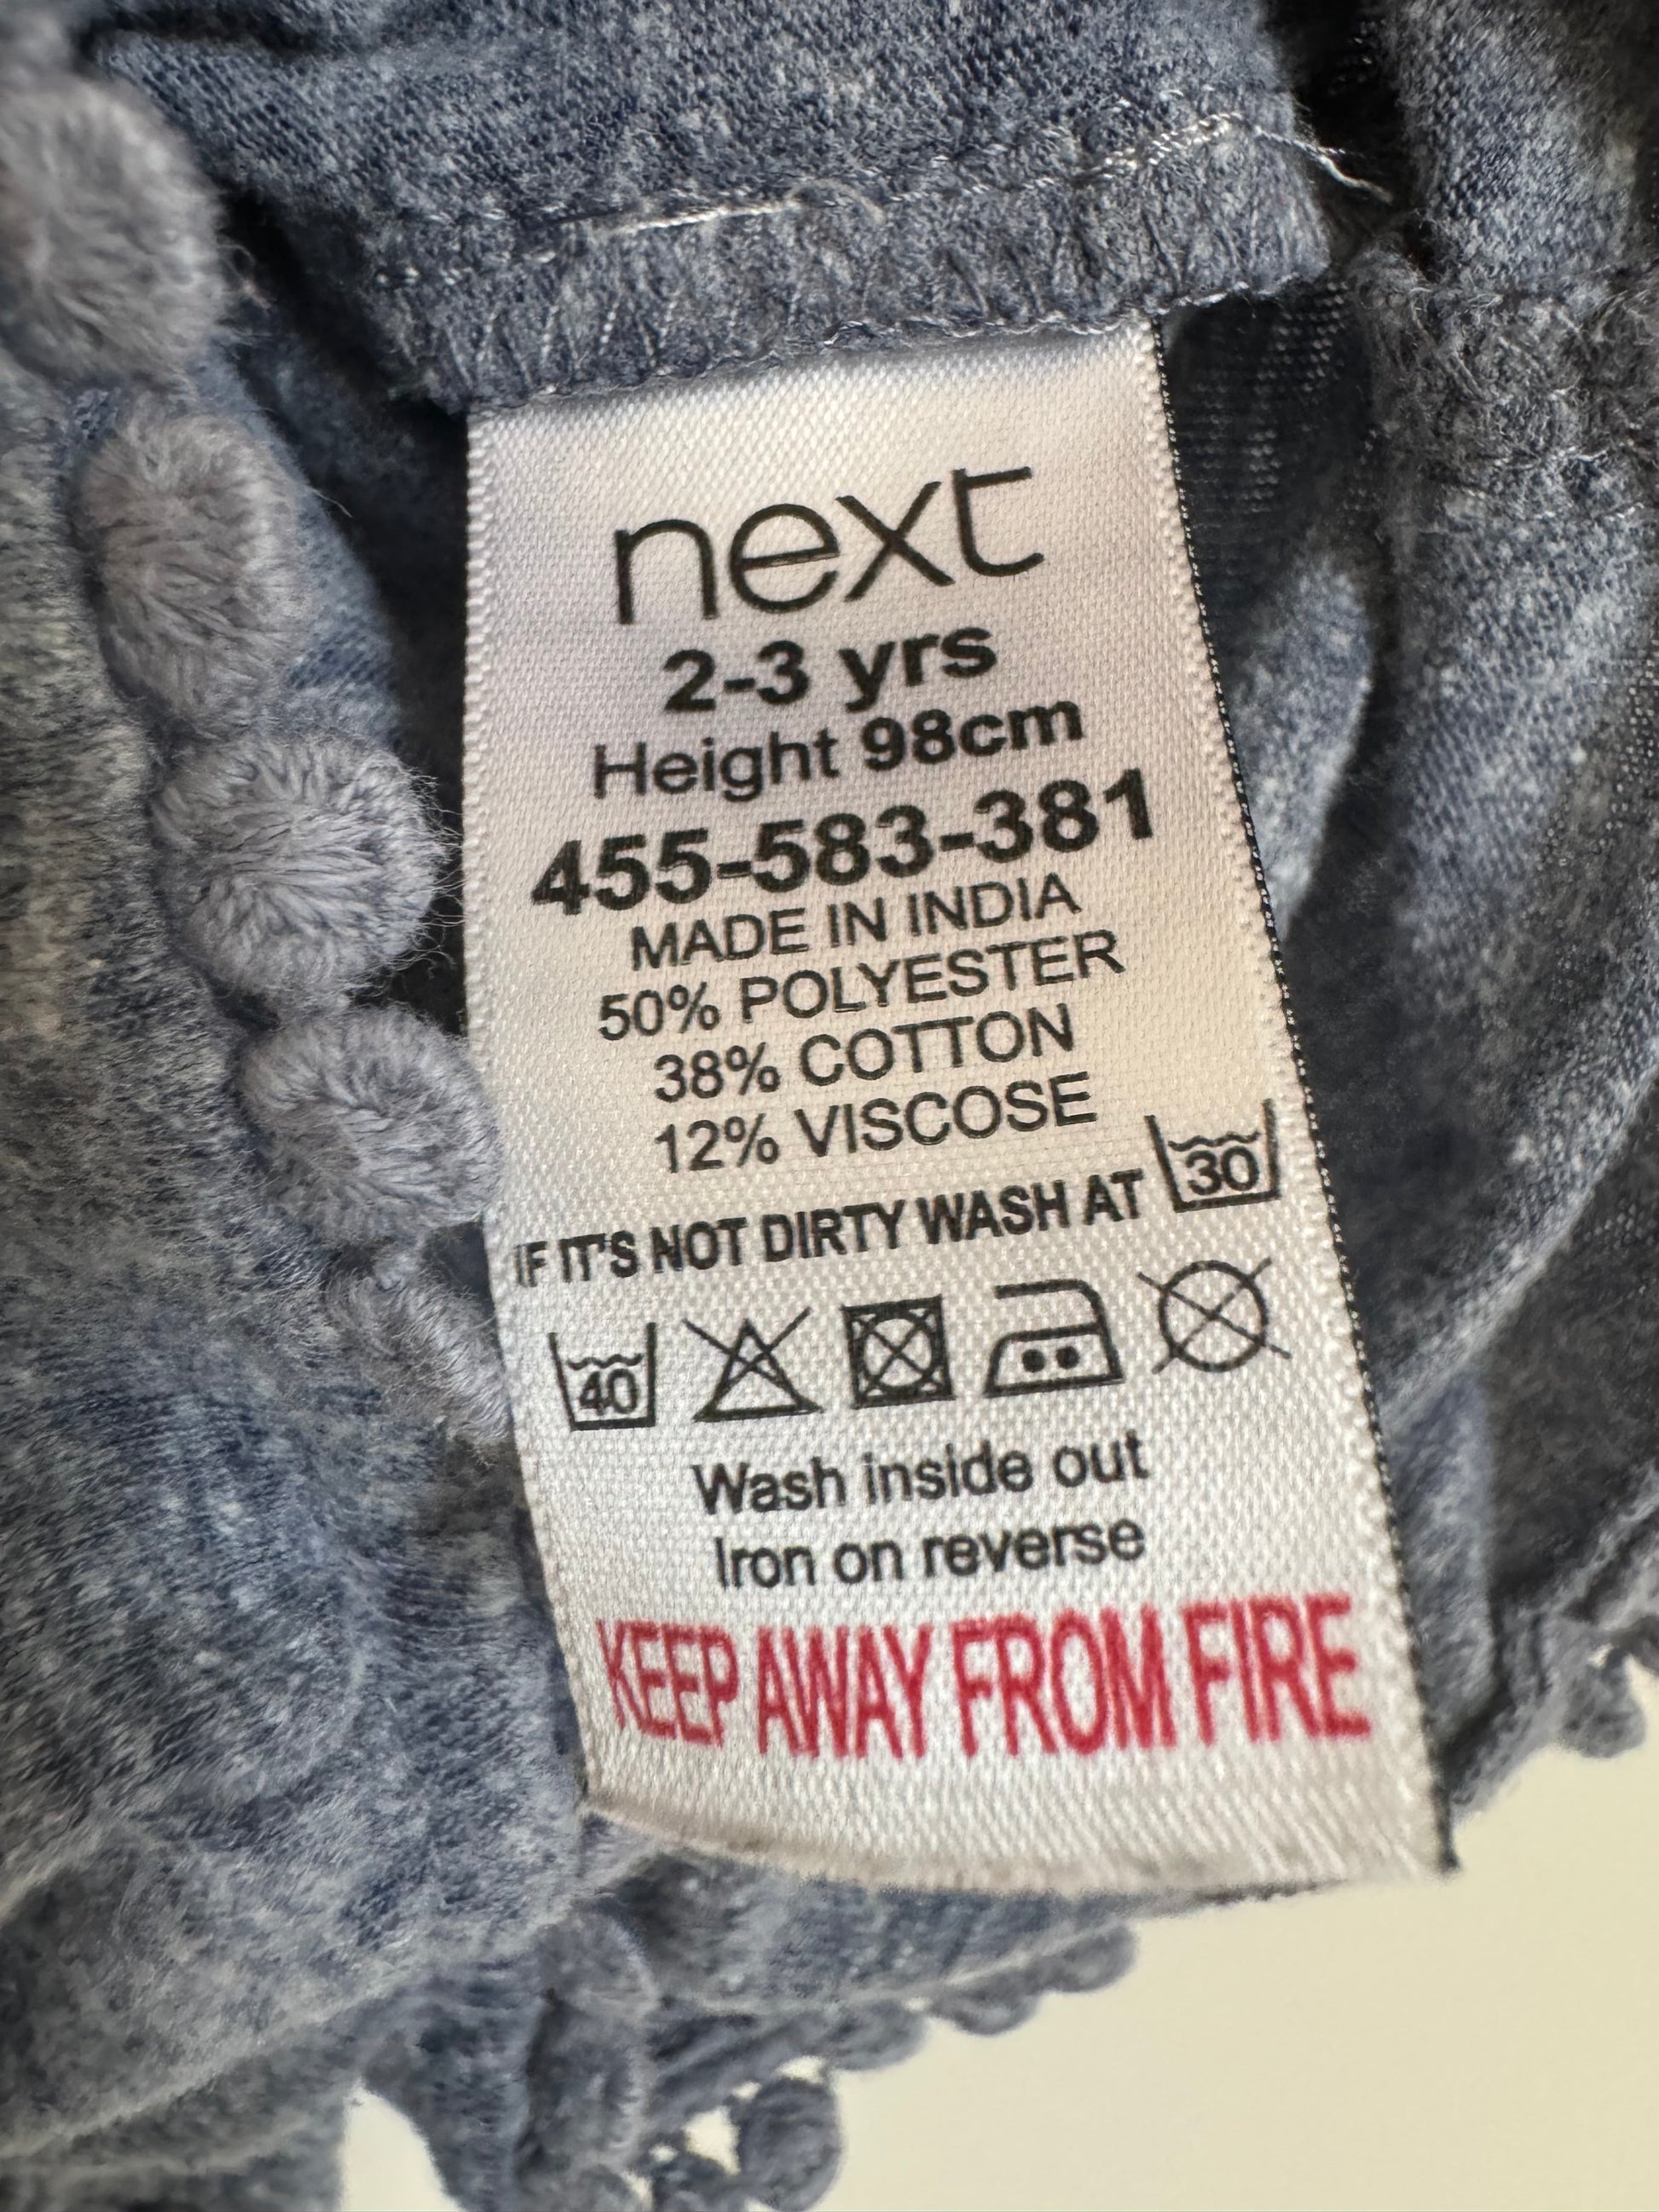 next
2-3 yrs
Height 98cm
455-583-381
MADE IN INDIA
50% POLYESTER
38% COTTON
12% VISCOSE
IF IT'S NOT DIRTY WASH AT 30
40
Wash inside out
Iron on reverse
KEEP AWAY FROM FIRE